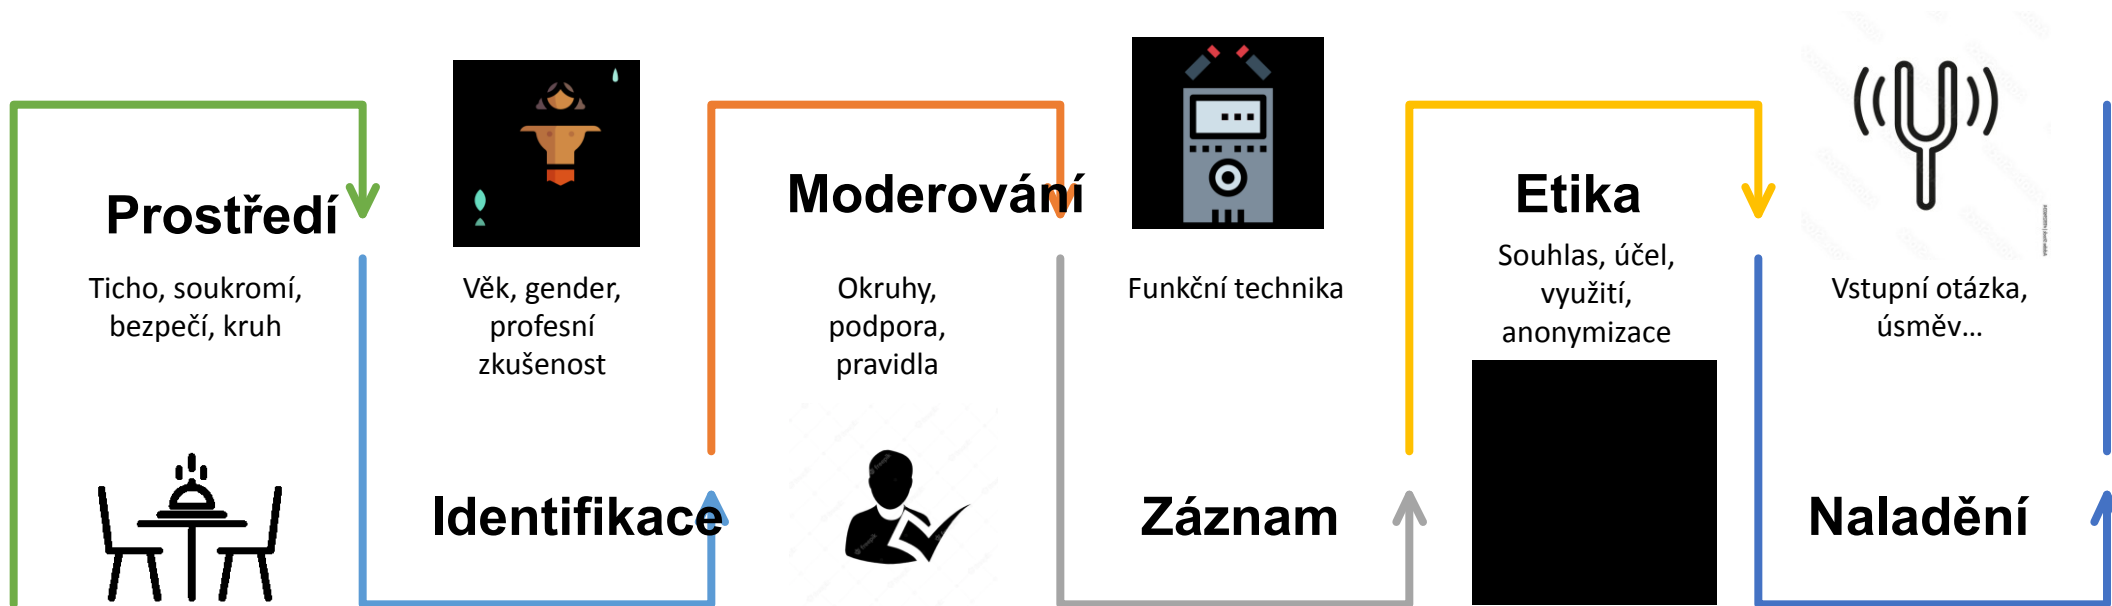 Prostředí
Ticho, soukromí,
bezpečí, kruh
Věk, gender,
profesní
zkušenost
Identifikace
Moderování
Okruhy,
podpora,
pravidla
Funkční technika
Záznam
Etika
Souhlas, účel,
využití,
anonymizace
Vstupní otázka,
úsměv...
Naladění